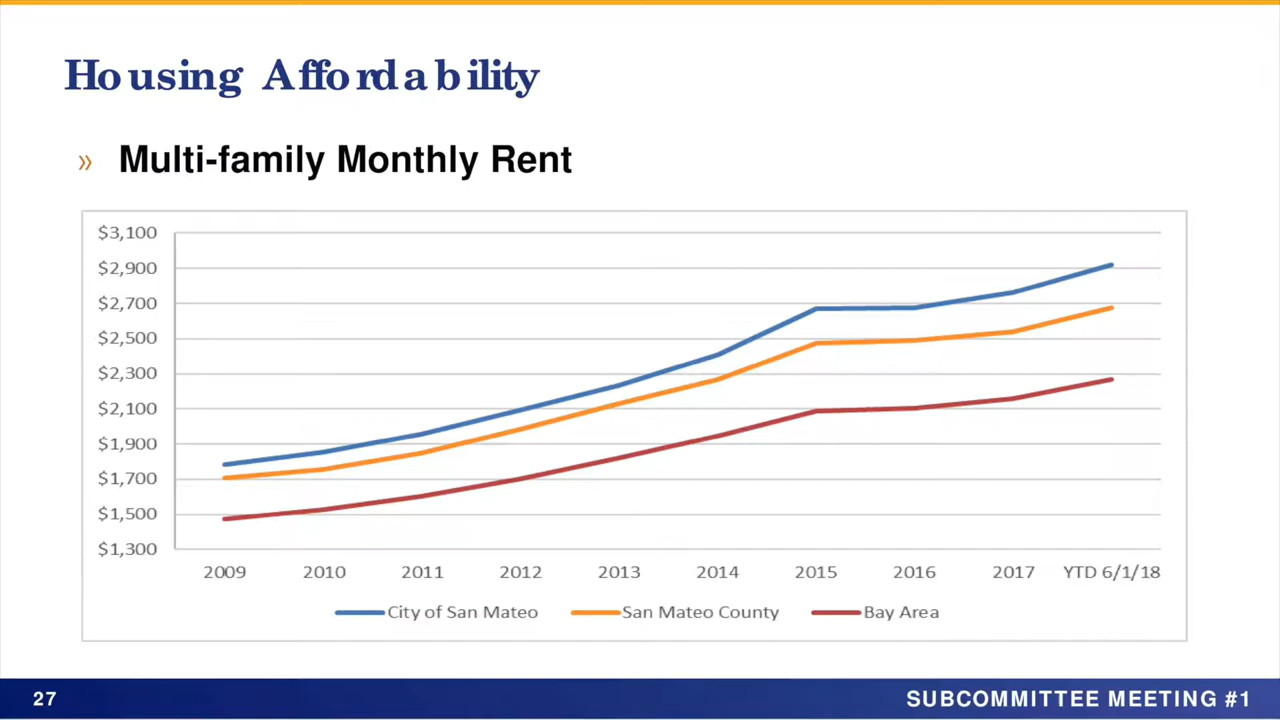 Housing Affordability
» Multi-family Monthly Rent
$3,100
$2,900
$2,700
$2,500
$2,300
$2,100
$1,900
$1,700
$1,500
$1,300
2009 2010 2011 2012 2013 2014 2015 2016 2017 YTD 6/1/18
City of San Mateo San Mateo County Bay Area
27 SUBCOMMITTEE MEETING #1